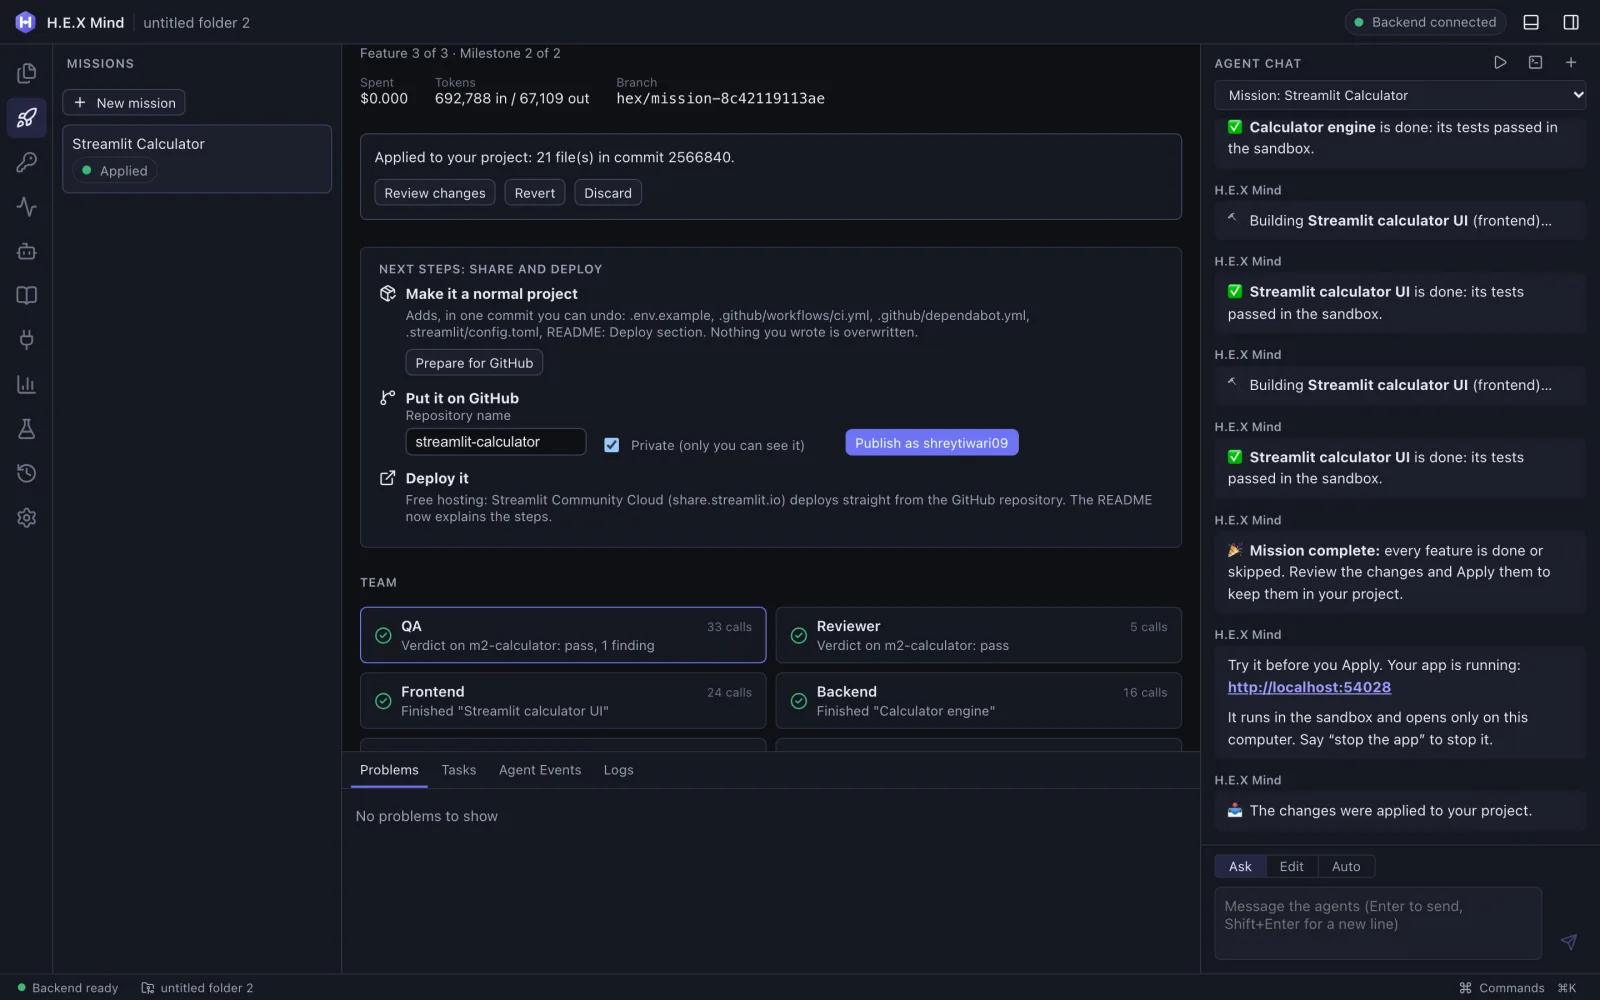 H.E.X Mind
untitled folder 2
Backend connected
MISSIONS
+ New mission
Streamlit Calculator
Applied
Feature 3 of 3 · Milestone 2 of 2
Spent
$0.000
Tokens
692,788 in / 67,109 out
Branch
hex/mission-8c42119113ae
Applied to your project: 21 file(s) in commit 2566840.
Review changes
Revert
Discard
NEXT STEPS: SHARE AND DEPLOY
Make it a normal project
Adds, in one commit you can undo: .env.example, .github/workflows/ci.yml, .github/dependabot.yml,
.streamlit/config.toml, README: Deploy section. Nothing you wrote is overwritten.
Prepare for GitHub
Put it on GitHub
Repository name
streamlit-calculator
Private (only you can see it)
Publish as shreytiwari09
Deploy it
Free hosting: Streamlit Community Cloud (share.streamlit.io) deploys straight from the GitHub repository. The README
now explains the steps.
TEAM
QA
33 calls
Verdict on m2-calculator: pass, 1 finding
Reviewer
5 calls
Verdict on m2-calculator: pass
Frontend
24 calls
Finished "Streamlit calculator UI"
Backend
16 calls
Finished "Calculator engine"
Problems
Tasks
Agent Events
Logs
No problems to show
AGENT CHAT
Mission: Streamlit Calculator
✅ Calculator engine is done: its tests passed in
the sandbox.
H.E.X Mind
Building Streamlit calculator UI (frontend)...
H.E.X Mind
✅ Streamlit calculator UI is done: its tests
passed in the sandbox.
H.E.X Mind
Building Streamlit calculator UI (frontend)...
H.E.X Mind
✅ Streamlit calculator UI is done: its tests
passed in the sandbox.
H.E.X Mind
🎉 Mission complete: every feature is done or
skipped. Review the changes and Apply them to
keep them in your project.
H.E.X Mind
Try it before you Apply. Your app is running:
http://localhost:54028
It runs in the sandbox and opens only on this
computer. Say “stop the app” to stop it.
H.E.X Mind
📥 The changes were applied to your project.
Ask
Edit
Auto
Message the agents (Enter to send,
Shift+Enter for a new line)
Backend ready
untitled folder 2
⌘ Commands ⌘K